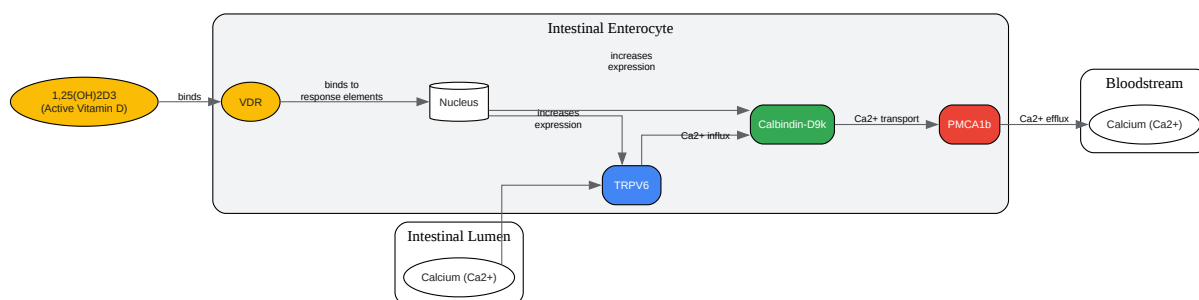 Intestinal Enterocyte
increases
expression
Bloodstream
1,25(OH)2D3
(Active Vitamin D)
binds
VDR
binds to
response elements
Nucleus
increases
expression
Calbindin-D9k
Ca2+ transport
PMCA1b
Ca2+ efflux
Calcium (Ca2+)
Ca2+ influx
TRPV6
Intestinal Lumen
Calcium (Ca2+)